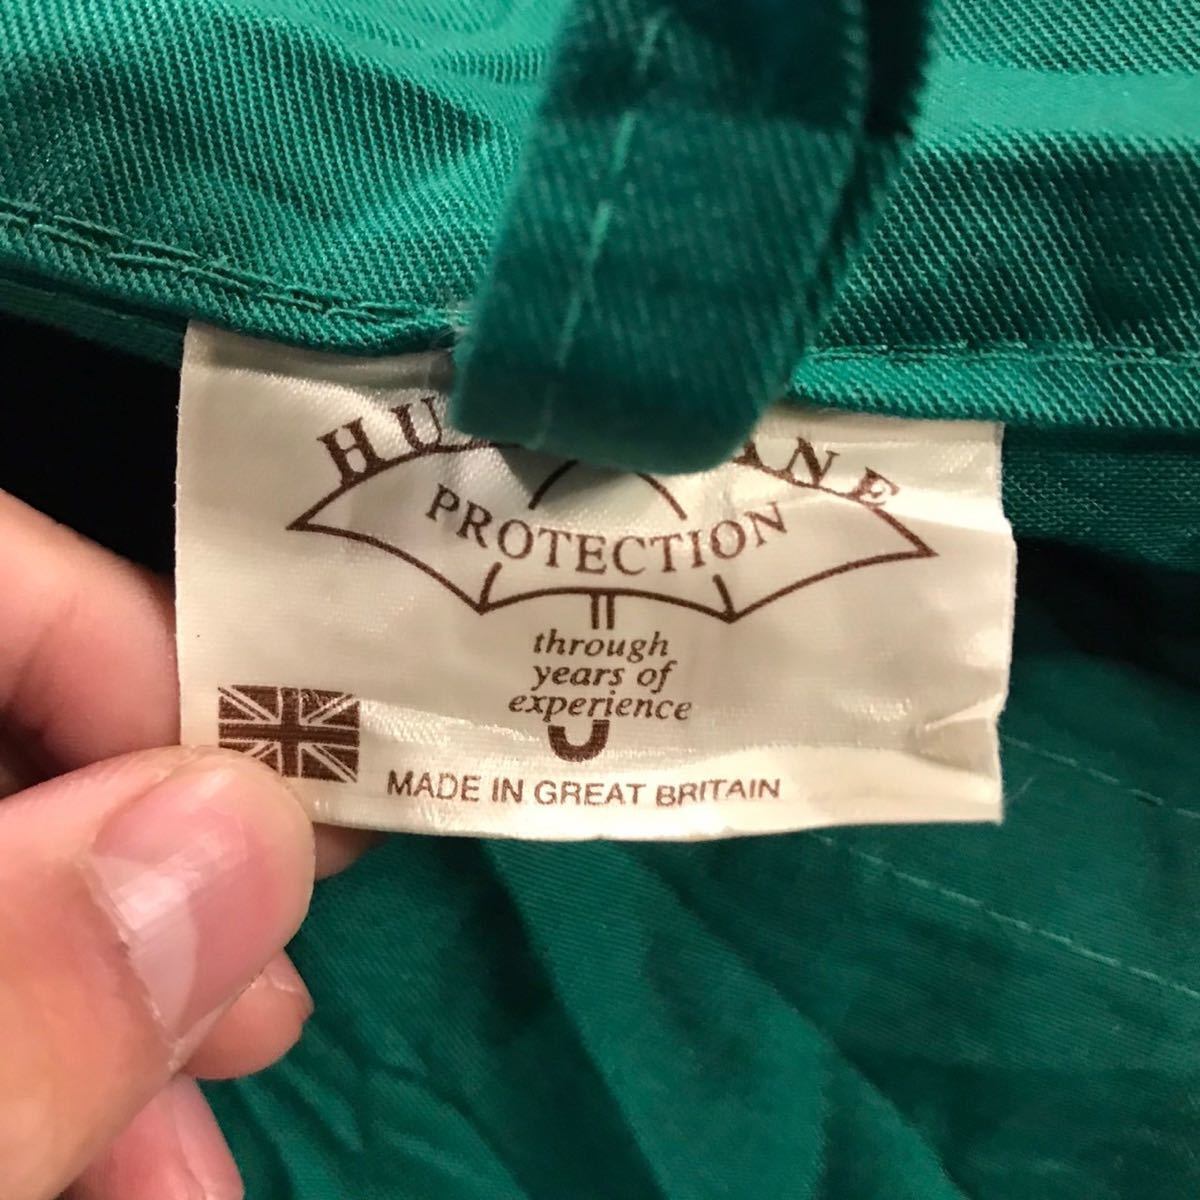 PROTECTION
through
years of
experience
MADE IN GREAT BRITAIN